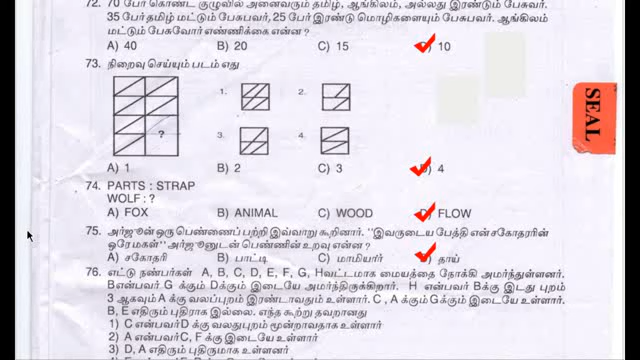 72. 70 பேர் கொண்ட குழுவில் அனைவரும் தமிழ், ஆங்கிலம், அல்லது இரண்டும் பேசுவர்.
35 பேர் தமிழ் மட்டும் பேசுபவர், 25 பேர் இரண்டு மொழிகளையும் பேசுபவர். ஆங்கிலம்
மட்டும் பேசுவோர் எண்ணிக்கை என்ன ?
A) 40 B) 20 C) 15 D) 10
73. நிறைவு செய்யும் படம் எது
1. 2.
?
3. 4.
A) 1 B) 2 C) 3 D) 4
74. PARTS : STRAP
WOLF : ?
A) FOX B) ANIMAL C) WOOD D) FLOW
75. அர்ஜூன் ஒரு பெண்ணைப் பற்றி இவ்வாறு கூறினார். "இவருடைய பேத்தி என் சகோதரரின்
ஒரே மகள்" அர்ஜூனுடன் பெண்ணின் உறவு என்ன ?
A) சகோதரி B) பாட்டி C) மாமியார் D) தாய்
76. எட்டு நண்பர்கள் A, B, C, D, E, F, G, H வட்டமாக மையத்தை நோக்கி அமர்ந்துள்ளனர்.
B என்பவர் G க்கும் D க்கும் இடையே அமர்ந்திருக்கிறார். H என்பவர் B க்கு இடது புறம்
3 ஆகவும் A க்கு வலப்புறம் இரண்டாவதும் உள்ளார். C , A க்கும் G க்கும் இடையே உள்ளார்.
B, E எதிரும் புதிராக இல்லை. எந்த கூற்று தவறானது
1) C என்பவர் D க்கு வலதுபுறம் மூன்றாவதாக உள்ளார்
2) A என்பவர் C, F க்கு இடையே உள்ளார்
3) D, A எதிரும் புதிருமாக உள்ளனர்
SEAL